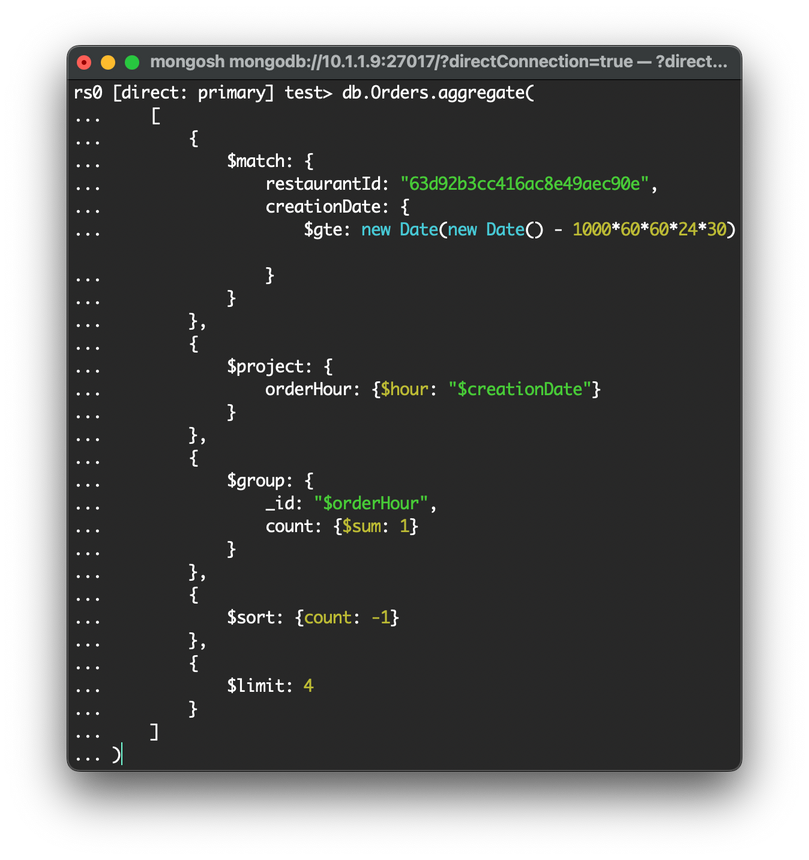 mongosh mongodb://10.1.1.9:27017/?directConnection=true — ?direct...
rs0 [direct: primary] test> db.Orders.aggregate(
...     [
...         {
...             $match: {
...                 restaurantId: "63d92b3cc416ac8e49aec90e",
...                 creationDate: {
...                     $gte: new Date(new Date() - 1000*60*60*24*30)
...                 }
...             }
...         },
...         {
...             $project: {
...                 orderHour: {$hour: "$creationDate"}
...             }
...         },
...         {
...             $group: {
...                 _id: "$orderHour",
...                 count: {$sum: 1}
...             }
...         },
...         {
...             $sort: {count: -1}
...         },
...         {
...             $limit: 4
...         }
...     ]
... )